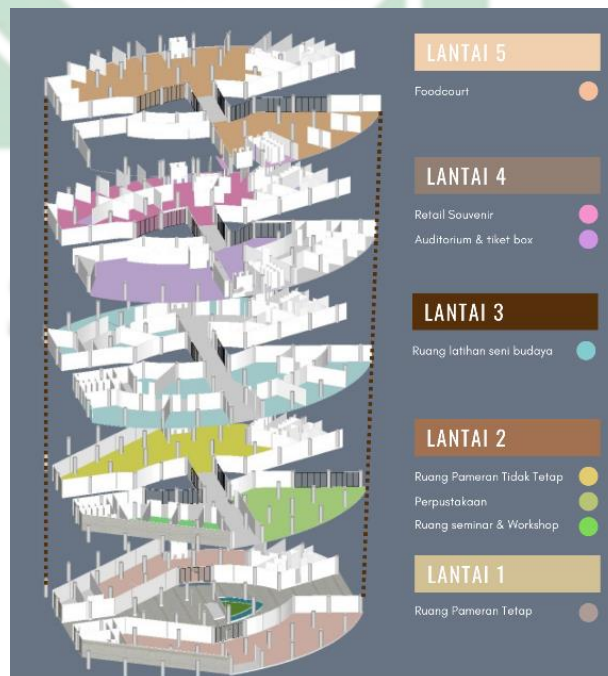 LANTAI 5
Foodcourt
LANTAI 4
Retail Souvenir
Auditorium & tiket box
LANTAI 3
Ruang latihan seni budaya
LANTAI 2
Ruang Pameran Tidak Tetap
Perpustakaan
Ruang seminar & Workshop
LANTAI 1
Ruang Pameran Tetap